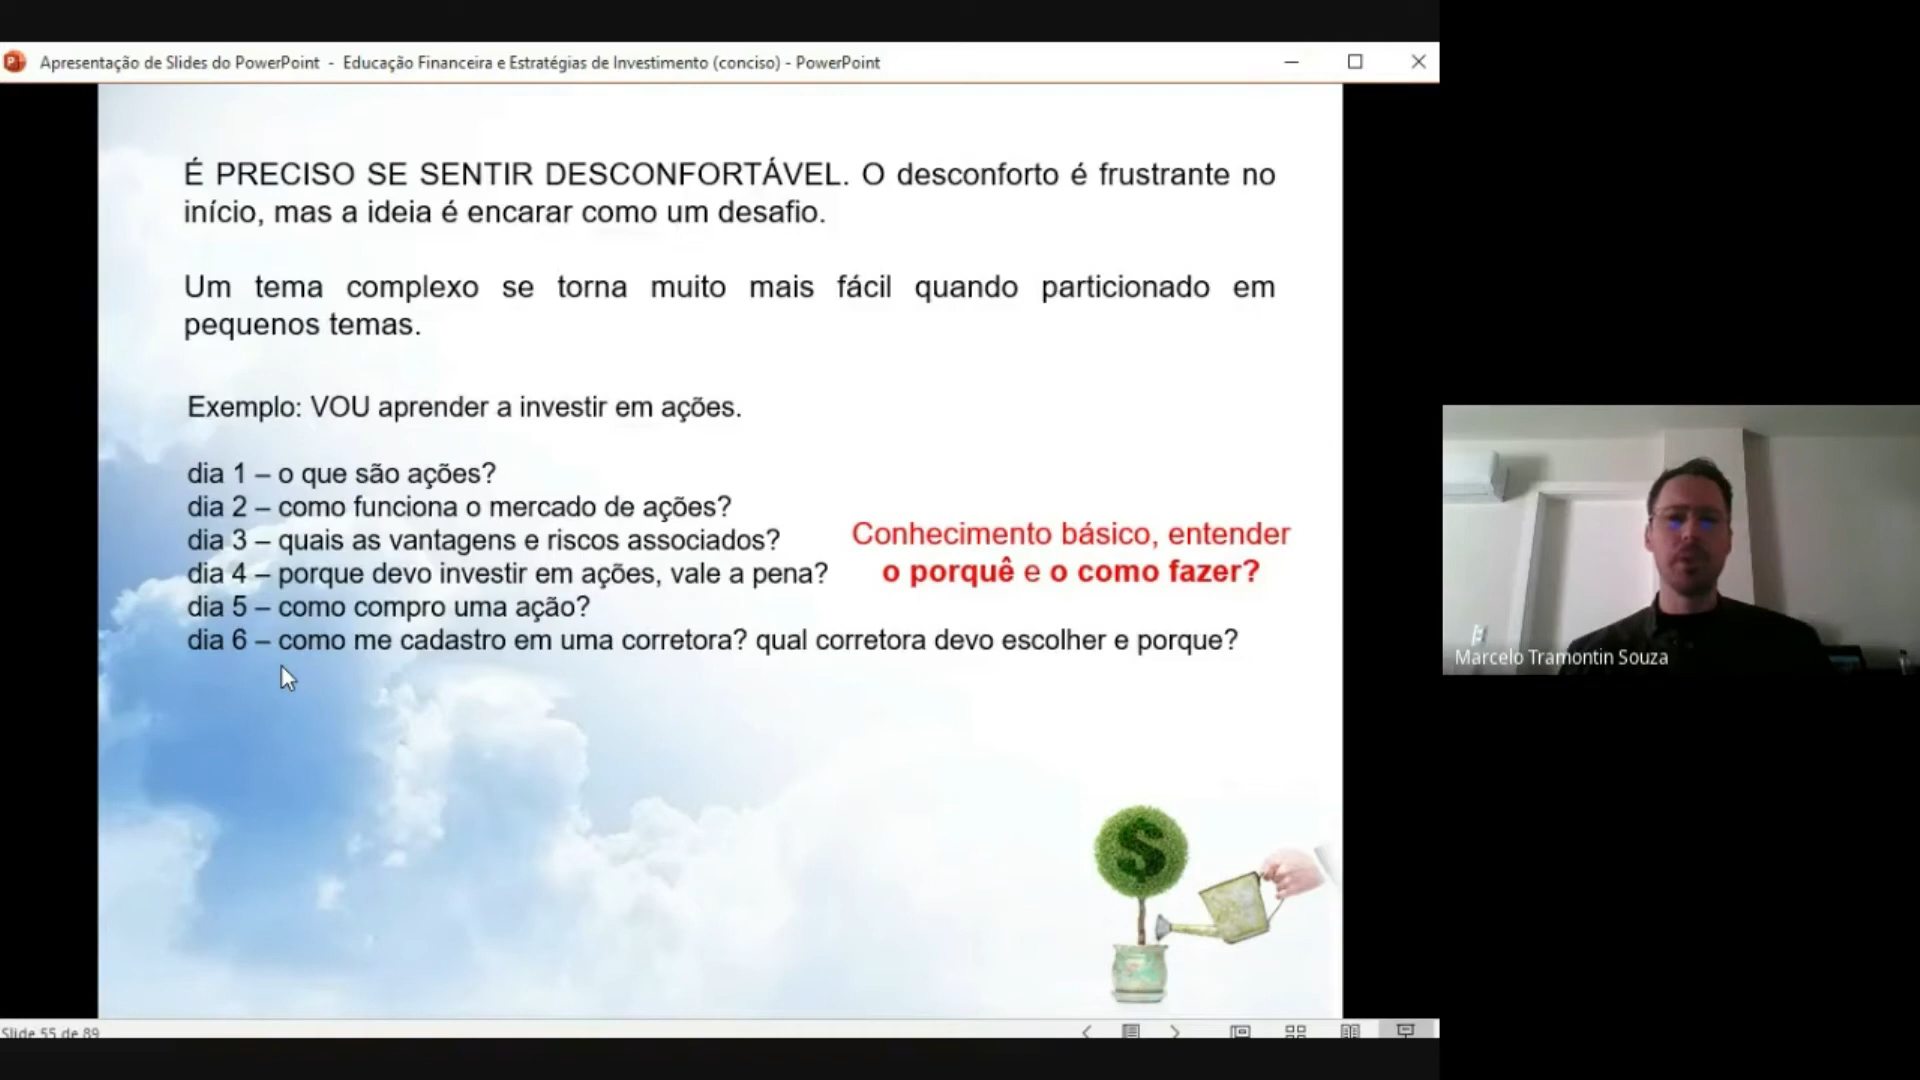 Apresentação de Slides do PowerPoint - Educação Financeira e Estratégias de Investimento (conciso) - PowerPoint
É PRECISO SE SENTIR DESCONFORTÁVEL. O desconforto é frustrante no
início, mas a ideia é encarar como um desafio.
Um tema complexo se torna muito mais fácil quando particionado em
pequenos temas.
Exemplo: VOU aprender a investir em ações.
dia 1 – o que são ações?
dia 2 – como funciona o mercado de ações?
dia 3 – quais as vantagens e riscos associados?
dia 4 – porque devo investir em ações, vale a pena?
dia 5 – como compro uma ação?
dia 6 – como me cadastro em uma corretora? qual corretora devo escolher e porque?
Conhecimento básico, entender
o porquê e o como fazer?
$
Marcelo Tramontin Souza
Slide 55 de 89